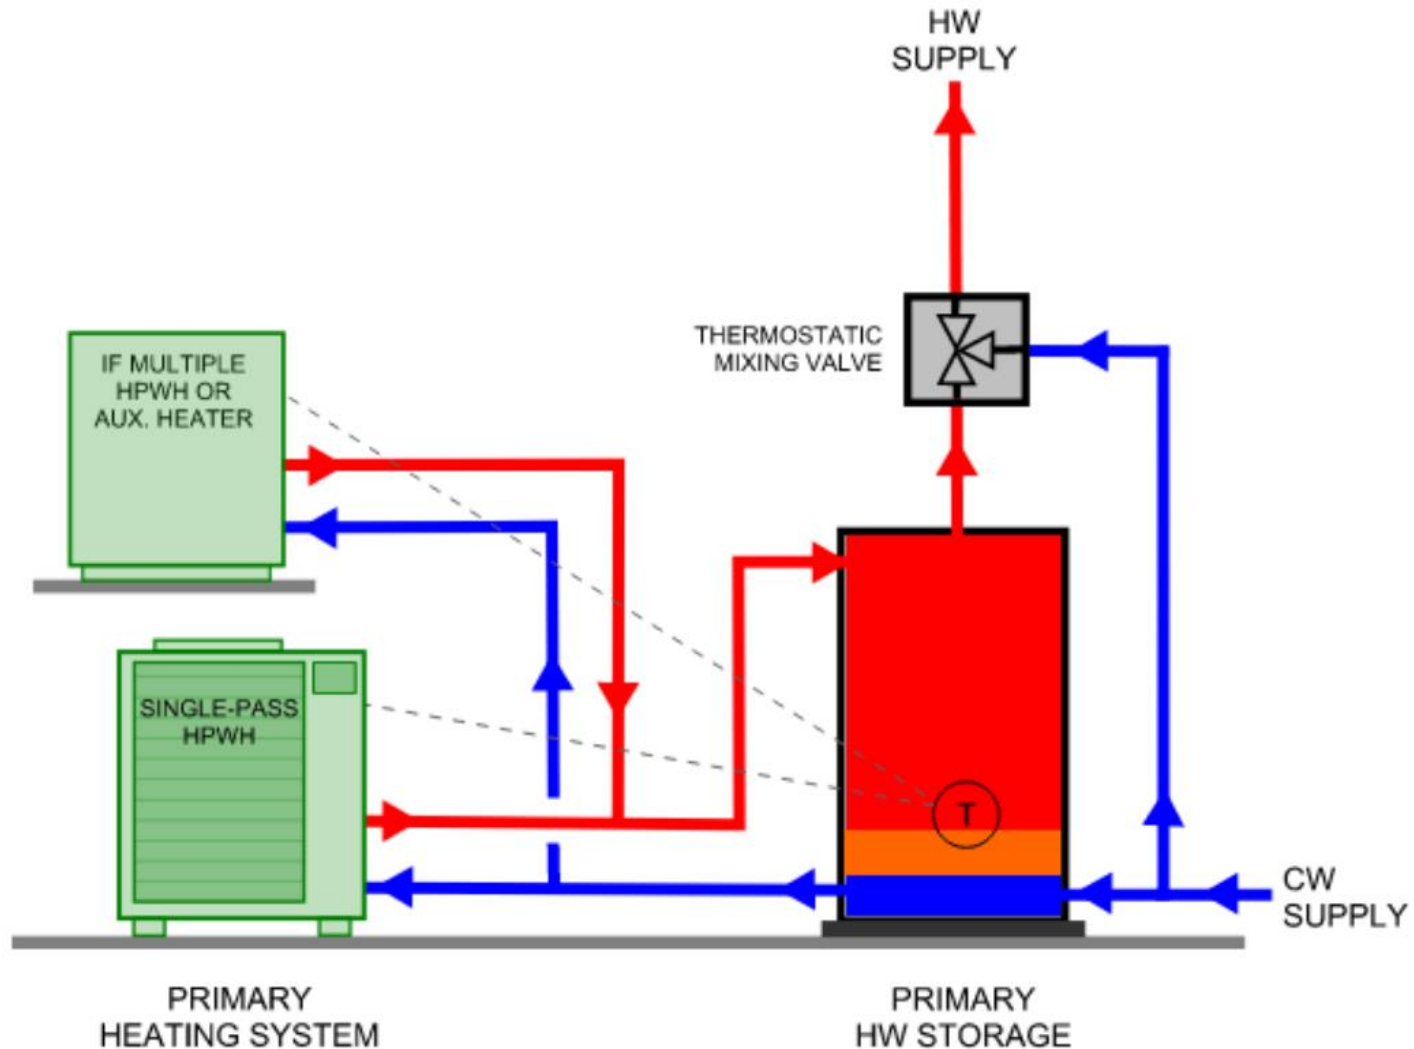 HW
SUPPLY
THERMOSTATIC
MIXING VALVE
IF MULTIPLE
HPWH OR
AUX. HEATER
SINGLE-PASS
HPWH
T
CW
SUPPLY
PRIMARY
HEATING SYSTEM
PRIMARY
HW STORAGE